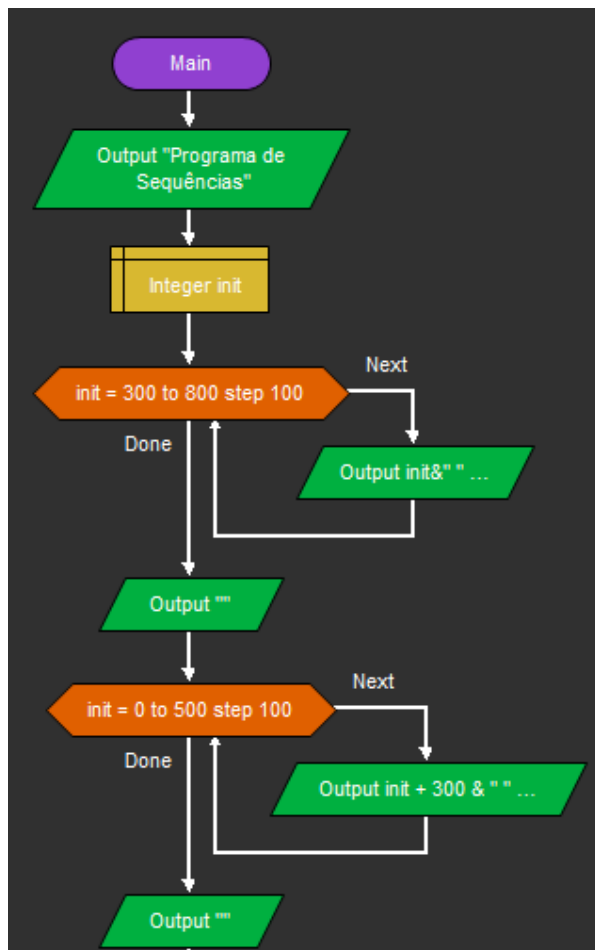 Main
Output "Programa de
Sequências"
Integer init
init = 300 to 800 step 100
Next
Done
Output init&" " ...
Output ""
init = 0 to 500 step 100
Next
Done
Output init + 300 & " " ...
Output ""